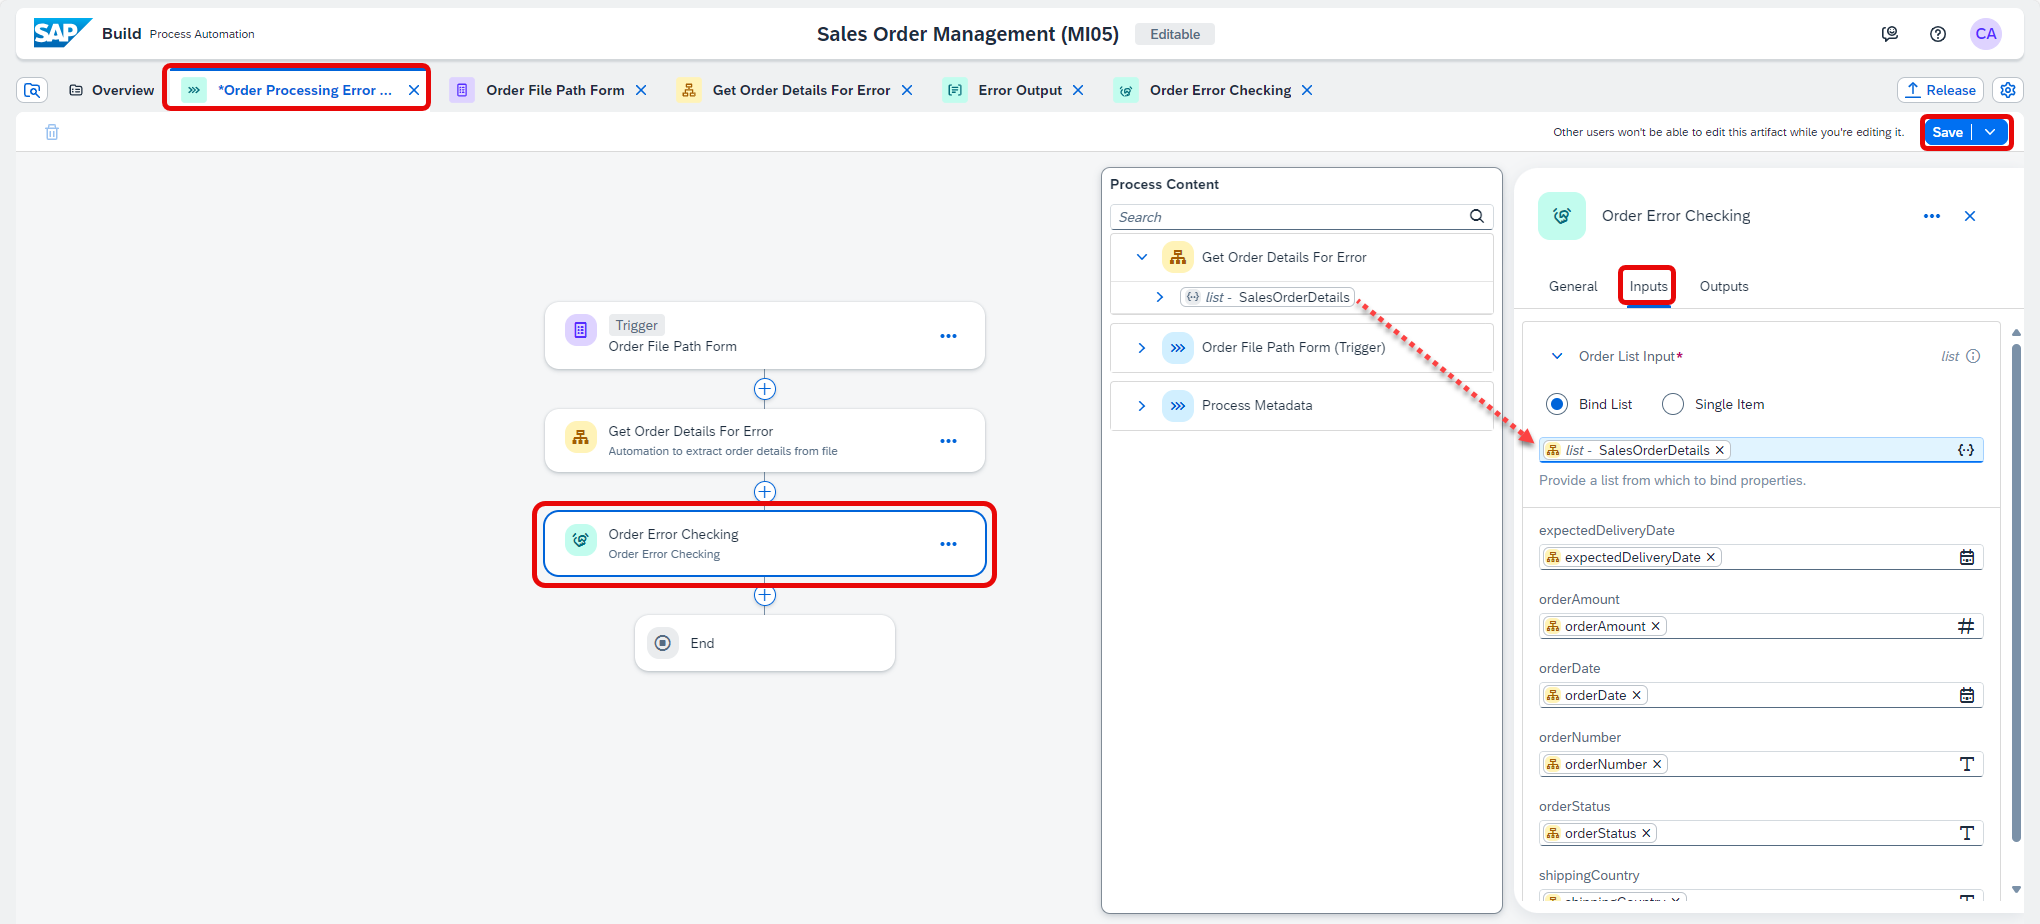 SAP Build Process Automation
Sales Order Management (MI05) Editable
CA
Overview
*Order Processing Error ...
Order File Path Form
Get Order Details For Error
Error Output
Order Error Checking
Release
Other users won't be able to edit this artifact while you're editing it.
Save
Trigger
Order File Path Form
Get Order Details For Error
Automation to extract order details from file
Order Error Checking
Order Error Checking
End
Process Content
Search
Get Order Details For Error
list - SalesOrderDetails
Order File Path Form (Trigger)
Process Metadata
Order Error Checking
General Inputs Outputs
Order List Input* list
Bind List Single Item
list - SalesOrderDetails
Provide a list from which to bind properties.
expectedDeliveryDate
expectedDeliveryDate
orderAmount
orderAmount
orderDate
orderDate
orderNumber
orderNumber
orderStatus
orderStatus
shippingCountry
shippingCountry